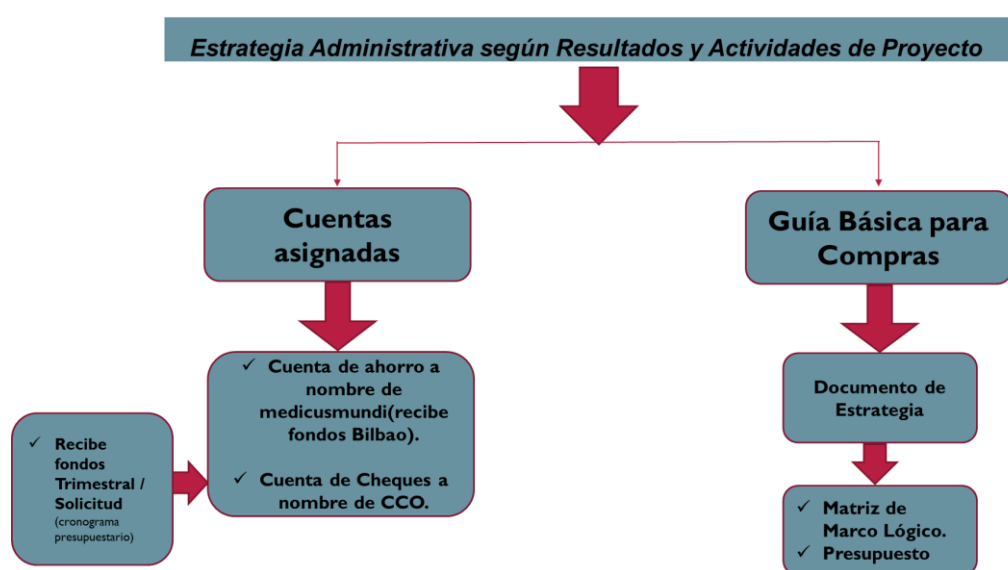 Estrategia Administrativa según Resultados y Actividades de Proyecto
Cuentas
asignadas
Guía Básica para
Compras
✓ Cuenta de ahorro a
nombre de
medicusmundi(recibe
fondos Bilbao).
✓ Cuenta de Cheques a
nombre de CCO.
✓ Recibe
fondos
Trimestral /
Solicitud
(cronograma
presupuestario)
Documento de
Estrategia
✓ Matriz de
Marco Lógico.
✓ Presupuesto